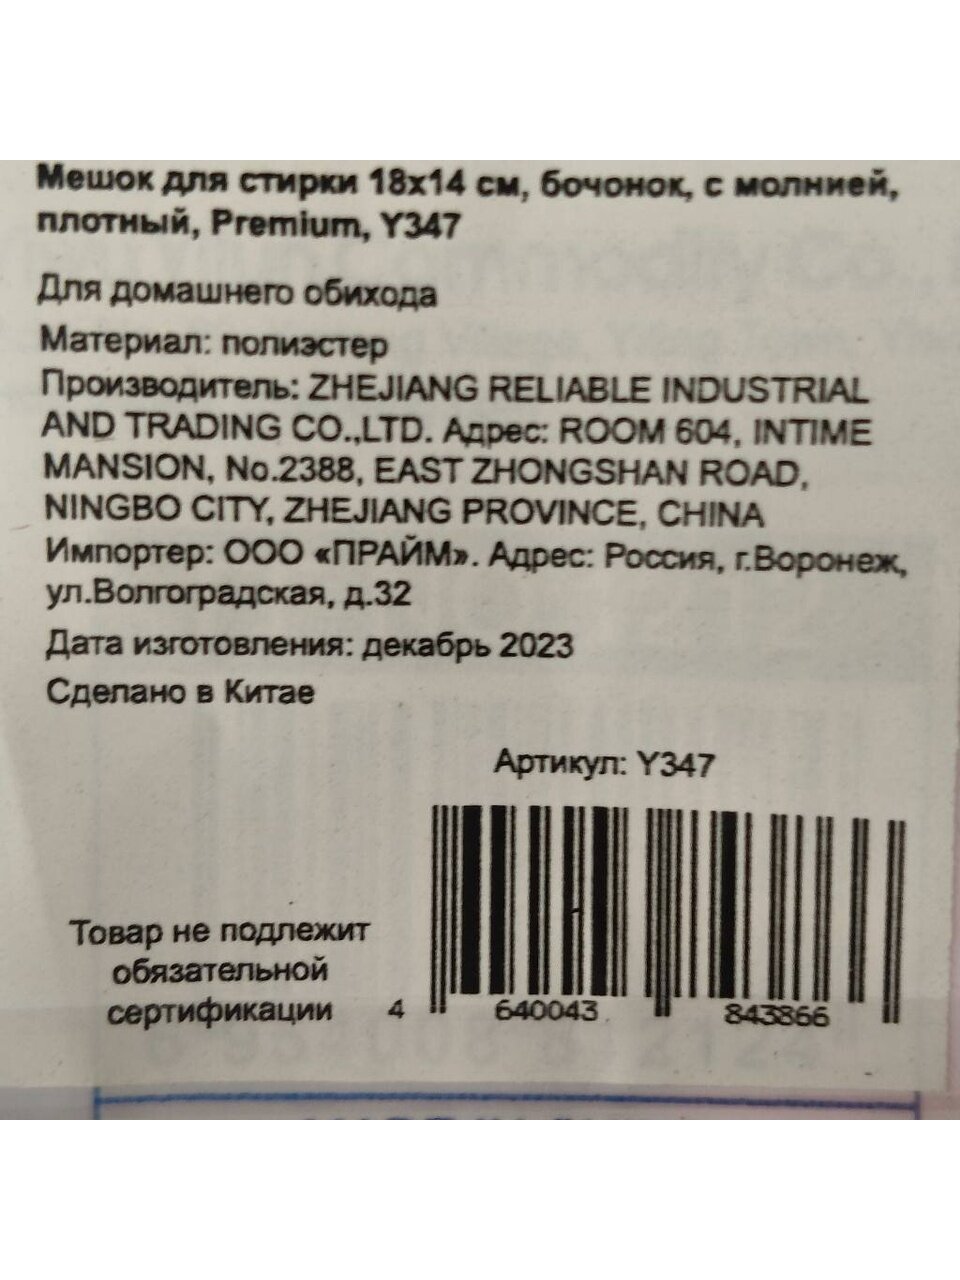 Мешок для стирки 18х14 см, бочонок, с молнией,
плотный, Premium, Y347
Для домашнего обихода
Материал: полиэстер
Производитель: ZHEJIANG RELIABLE INDUSTRIAL
AND TRADING CO.,LTD. Адрес: ROOM 604, INTIME
MANSION, No.2388, EAST ZHONGSHAN ROAD,
NINGBO CITY, ZHEJIANG PROVINCE, CHINA
Импортер: ООО «ПРАЙМ». Адрес: Россия, г.Воронеж,
ул.Волгоградская, д.32
Дата изготовления: декабрь 2023
Сделано в Китае
Артикул: Y347
Товар не подлежит
обязательной
сертификации
4 640043 843866